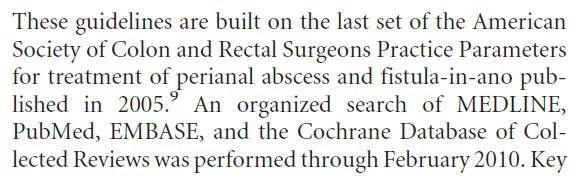 These guidelines are built on the last set of the American
Society of Colon and Rectal Surgeons Practice Parameters
for treatment of perianal abscess and fistula-in-ano pub-
lished in 2005.⁹ An organized search of MEDLINE,
PubMed, EMBASE, and the Cochrane Database of Col-
lected Reviews was performed through February 2010. Key